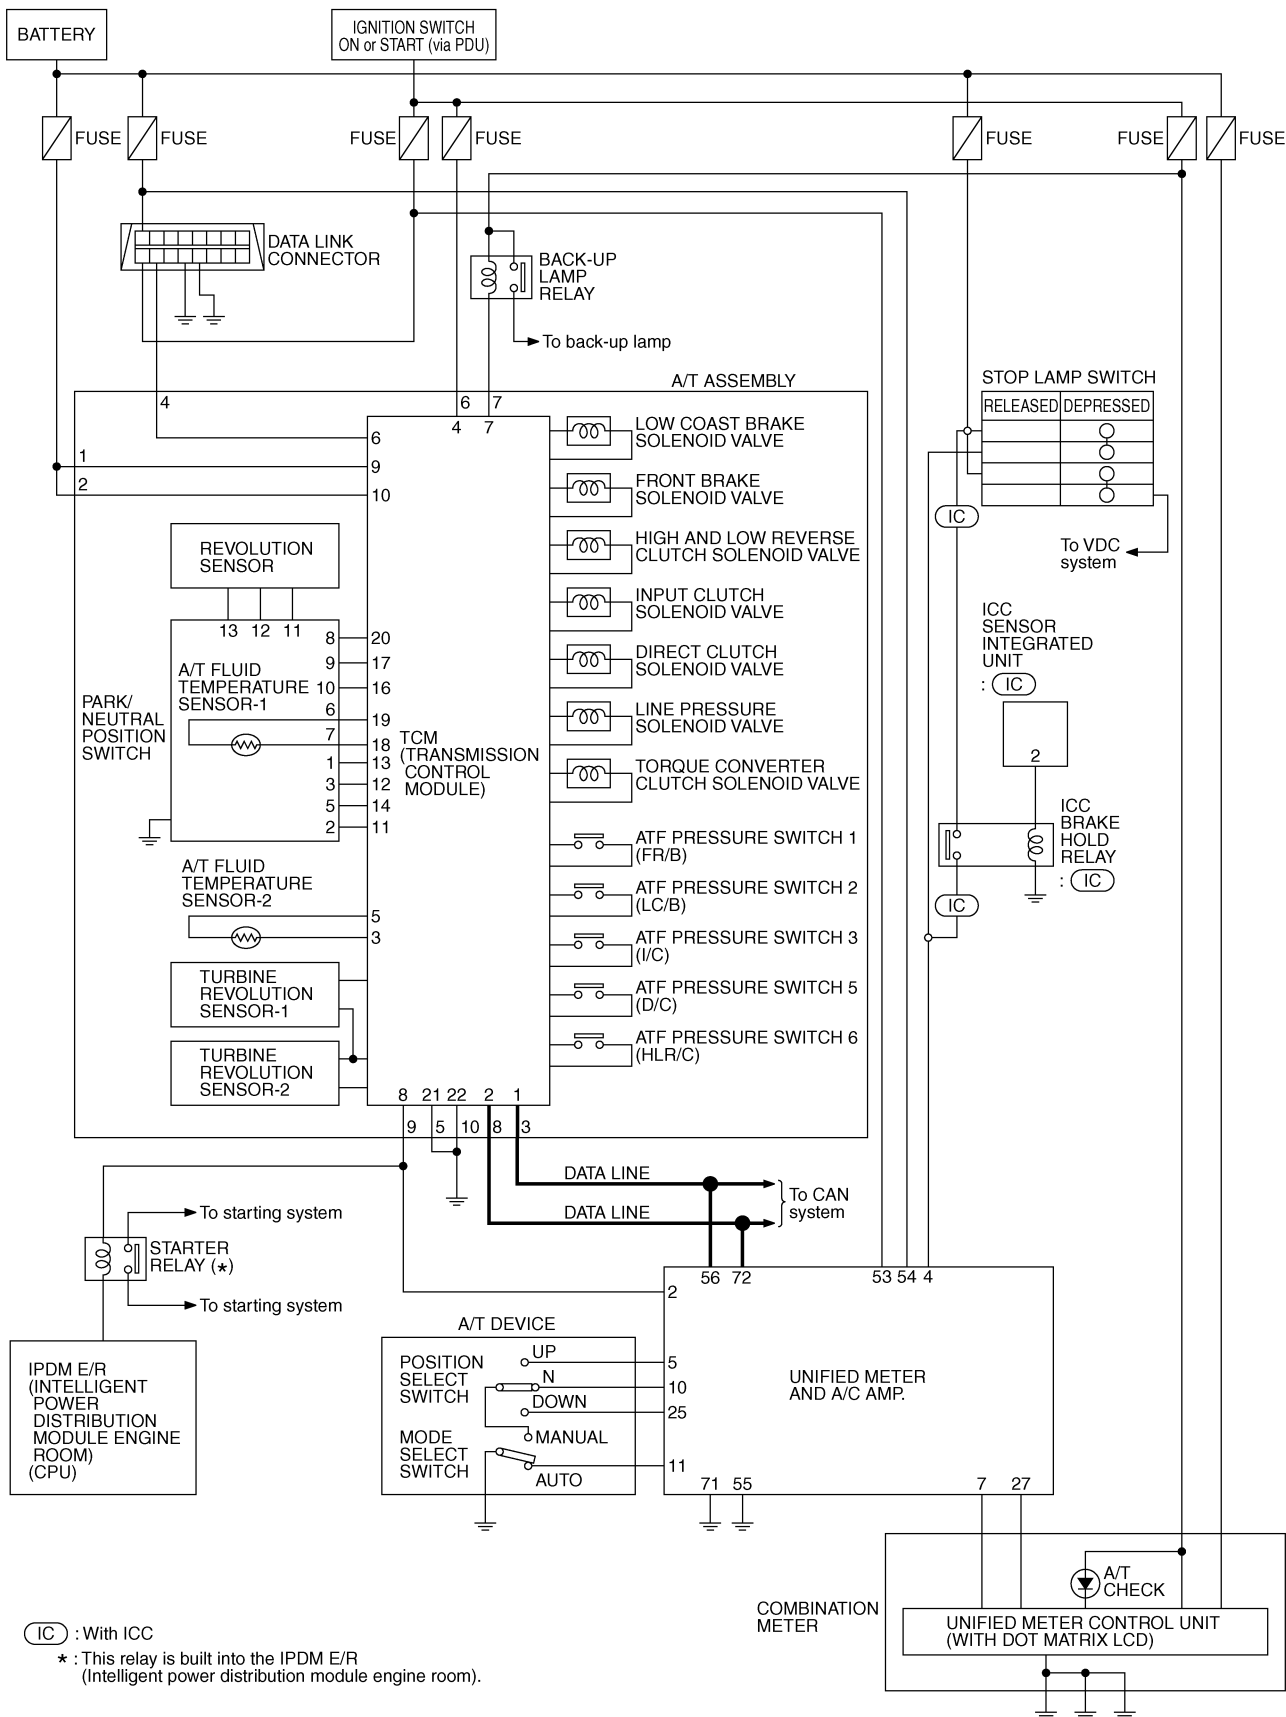 BATTERY
IGNITION SWITCH
ON or START (via PDU)
FUSE
FUSE
FUSE
FUSE
FUSE
FUSE
FUSE
DATA LINK
CONNECTOR
BACK-UP
LAMP
RELAY
To back-up lamp
A/T ASSEMBLY
STOP LAMP SWITCH
RELEASED
DEPRESSED
4
6
7
6
4
7
1
9
2
10
LOW COAST BRAKE
SOLENOID VALVE
FRONT BRAKE
SOLENOID VALVE
HIGH AND LOW REVERSE
CLUTCH SOLENOID VALVE
INPUT CLUTCH
SOLENOID VALVE
DIRECT CLUTCH
SOLENOID VALVE
LINE PRESSURE
SOLENOID VALVE
TORQUE CONVERTER
CLUTCH SOLENOID VALVE
ATF PRESSURE SWITCH 1
(FR/B)
ATF PRESSURE SWITCH 2
(LC/B)
ATF PRESSURE SWITCH 3
(I/C)
ATF PRESSURE SWITCH 5
(D/C)
ATF PRESSURE SWITCH 6
(HLR/C)
IC
To VDC
system
ICC
SENSOR
INTEGRATED
UNIT
: IC
2
ICC
BRAKE
HOLD
RELAY
: IC
IC
REVOLUTION
SENSOR
13 12 11
8 20
9 17
10 16
6 19
7 18
1 13
3 12
5 14
2 11
A/T FLUID
TEMPERATURE
SENSOR-1
PARK/
NEUTRAL
POSITION
SWITCH
TCM
(TRANSMISSION
CONTROL
MODULE)
A/T FLUID
TEMPERATURE
SENSOR-2
5
3
TURBINE
REVOLUTION
SENSOR-1
TURBINE
REVOLUTION
SENSOR-2
8 21 22 2 1
9 5 10 8 3
DATA LINE
DATA LINE
To CAN
system
To starting system
STARTER
RELAY (*)
To starting system
56 72 53 54 4
2
5
10
25
11
71 55 7 27
UNIFIED METER
AND A/C AMP.
A/T DEVICE
POSITION
SELECT
SWITCH
UP
N
DOWN
MANUAL
MODE
SELECT
SWITCH
AUTO
IPDM E/R
(INTELLIGENT
POWER
DISTRIBUTION
MODULE ENGINE
ROOM)
(CPU)
A/T
CHECK
COMBINATION
METER
UNIFIED METER CONTROL UNIT
(WITH DOT MATRIX LCD)
IC : With ICC
* : This relay is built into the IPDM E/R
(Intelligent power distribution module engine room).